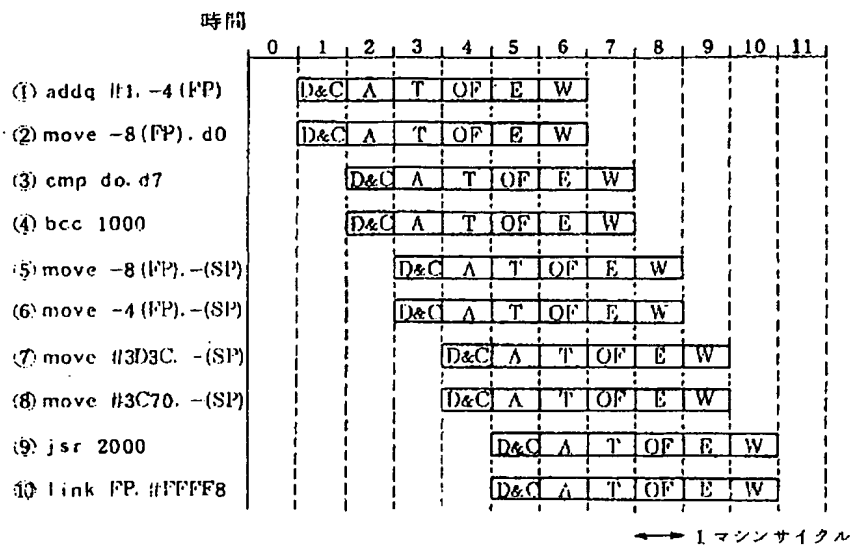 時間
0 1 2 3 4 5 6 7 8 9 10 11
① addq #1. -4(FP) D&C A T OF E W
② move -8(FP). d0 D&C A T OF E W
③ cmp do. d7 D&C A T OF E W
④ bcc 1000 D&C A T OF E W
⑤ move -8(FP). -(SP) D&C A T OF E W
⑥ move -4(FP). -(SP) D&C A T OF E W
⑦ move #3D3C. -(SP) D&C A T OF E W
⑧ move #3C70. -(SP) D&C A T OF E W
⑨ jsr 2000 D&C A T OF E W
⑩ link FP. #FFFF8 D&C A T OF E W
1 マシンサイクル